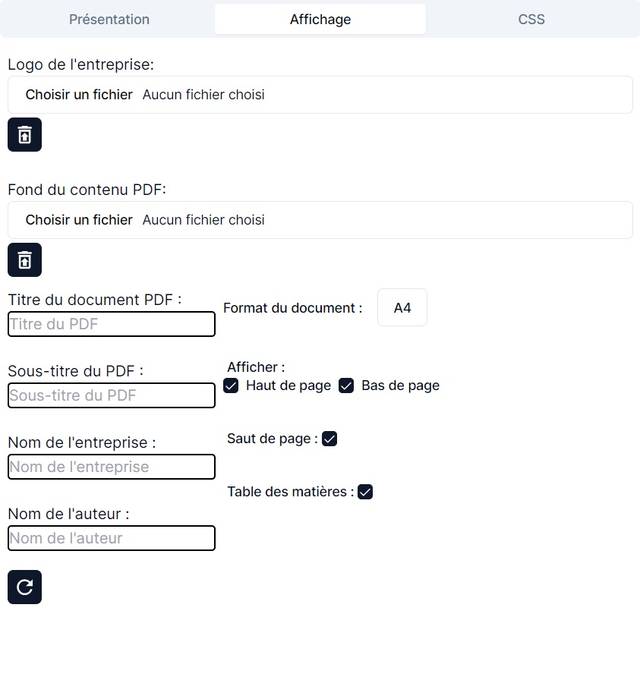 Présentation
Affichage
CSS
Logo de l'entreprise:
Choisir un fichier Aucun fichier choisi
Fond du contenu PDF:
Choisir un fichier Aucun fichier choisi
Titre du document PDF :
Titre du PDF
Format du document : A4
Sous-titre du PDF :
Sous-titre du PDF
Afficher :
Haut de page Bas de page
Nom de l'entreprise :
Nom de l'entreprise
Saut de page :
Table des matières :
Nom de l'auteur :
Nom de l'auteur